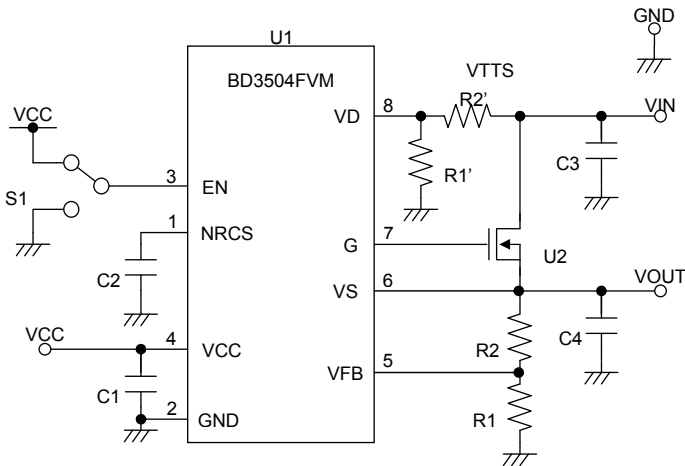 U1
GND
BD3504FVM
VTTS
VCC
VD
8
R2’
VIN
R1’
C3
3
EN
S1
1
NRCS
7
G
U2
C2
6
VS
VOUT
VCC
4
VCC
R2
C4
5
VFB
C1
2
GND
R1